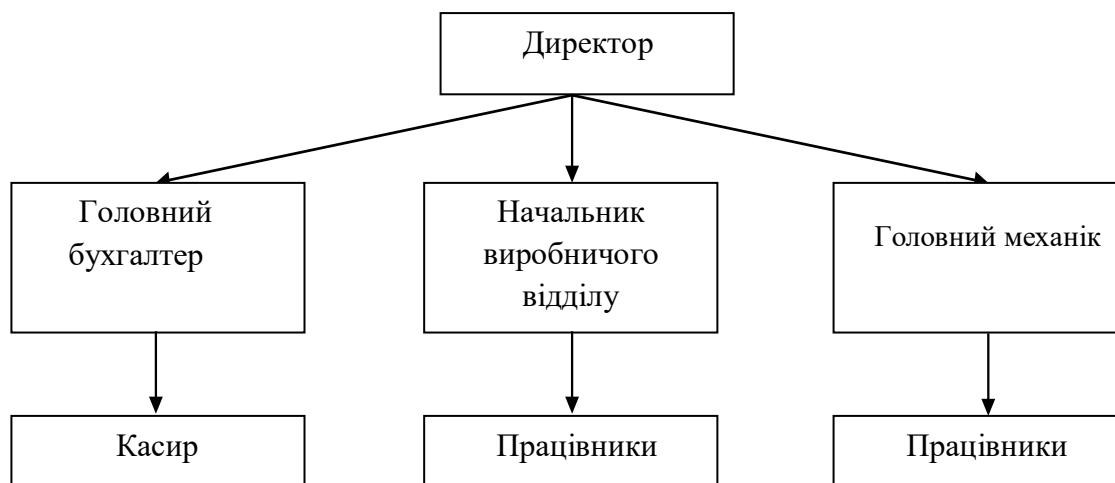 Директор
Головний
бухгалтер
Начальник
виробничого
відділу
Головний механік
Касир
Працівники
Працівники